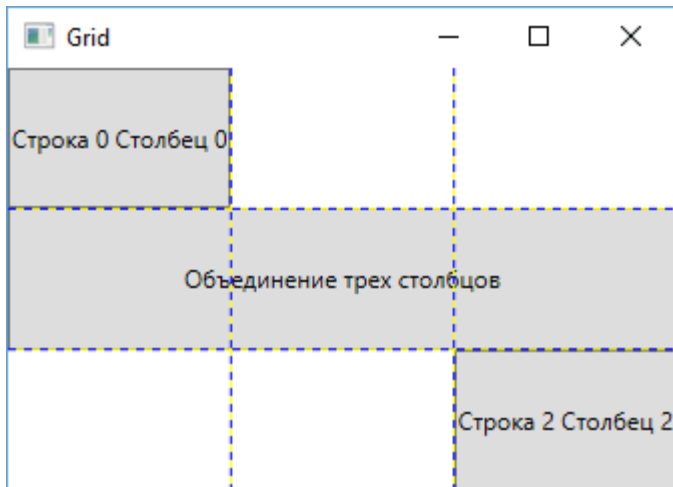 Grid
Строка 0 Столбец 0
Объединение трех столбцов
Строка 2 Столбец 2